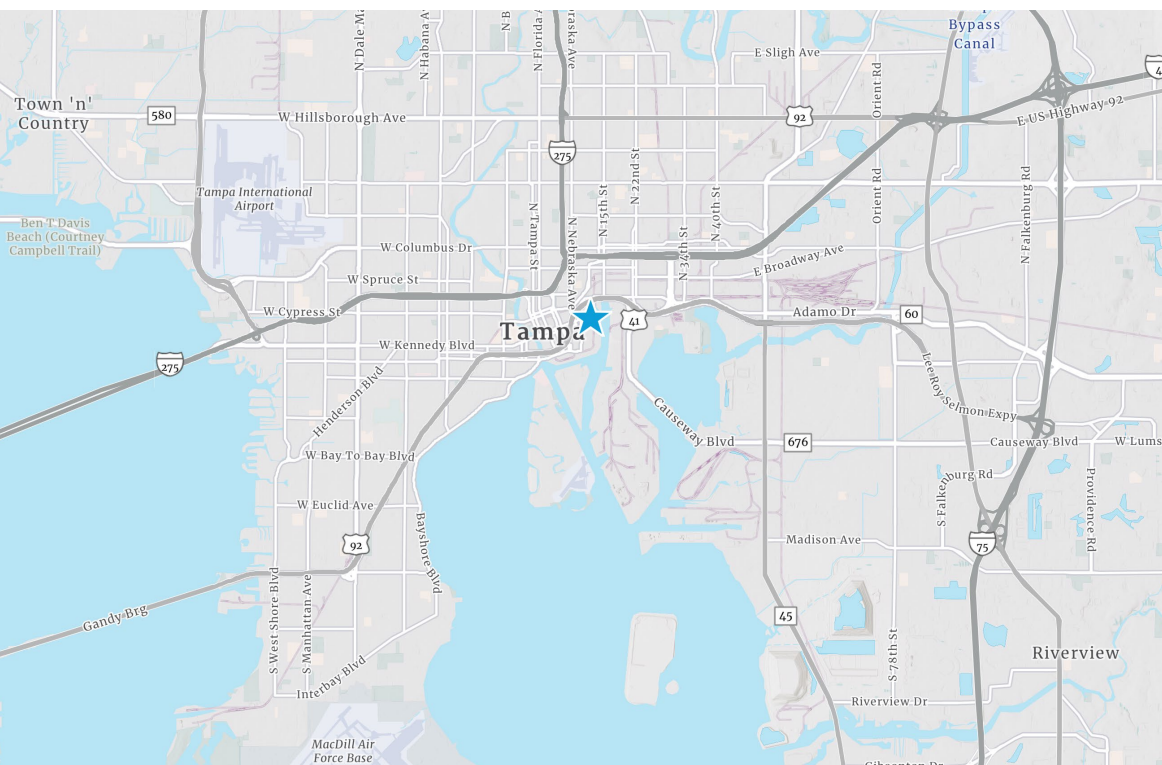 Bypass
Canal
E Sligh Ave
N Dale Ma
N Habana A
N B
N Florida A
raska Ave
Orient Rd
4
Town 'n'
Country
580
W Hillsborough Ave
92
E US Highway 92
275
N 22nd St
Tampa International
Airport
N 15th St
N 40th St
Orient Rd
N Falkenburg Rd
Ben T Davis
Beach (Courtney
Campbell Trail)
N Tampa St
N Nebraska Ave
N 34th St
W Columbus Dr
E Broadway Ave
W Spruce St
W Cypress St
Tampa
41
Adamo Dr
60
W Kennedy Blvd
275
Lee Roy Selmon Expy
Henderson Blvd
Causeway Blvd
676
Causeway Blvd
W Lums
W Bay To Bay Blvd
S Falkenburg Rd
Providence Rd
W Euclid Ave
Bayshore Blvd
92
Madison Ave
75
Gandy Brg
S West Shore Blvd
S Manhattan Ave
45
S 78th St
Riverview
Interbay Blvd
Riverview Dr
MacDill Air
Force Base
Gibsonton Dr